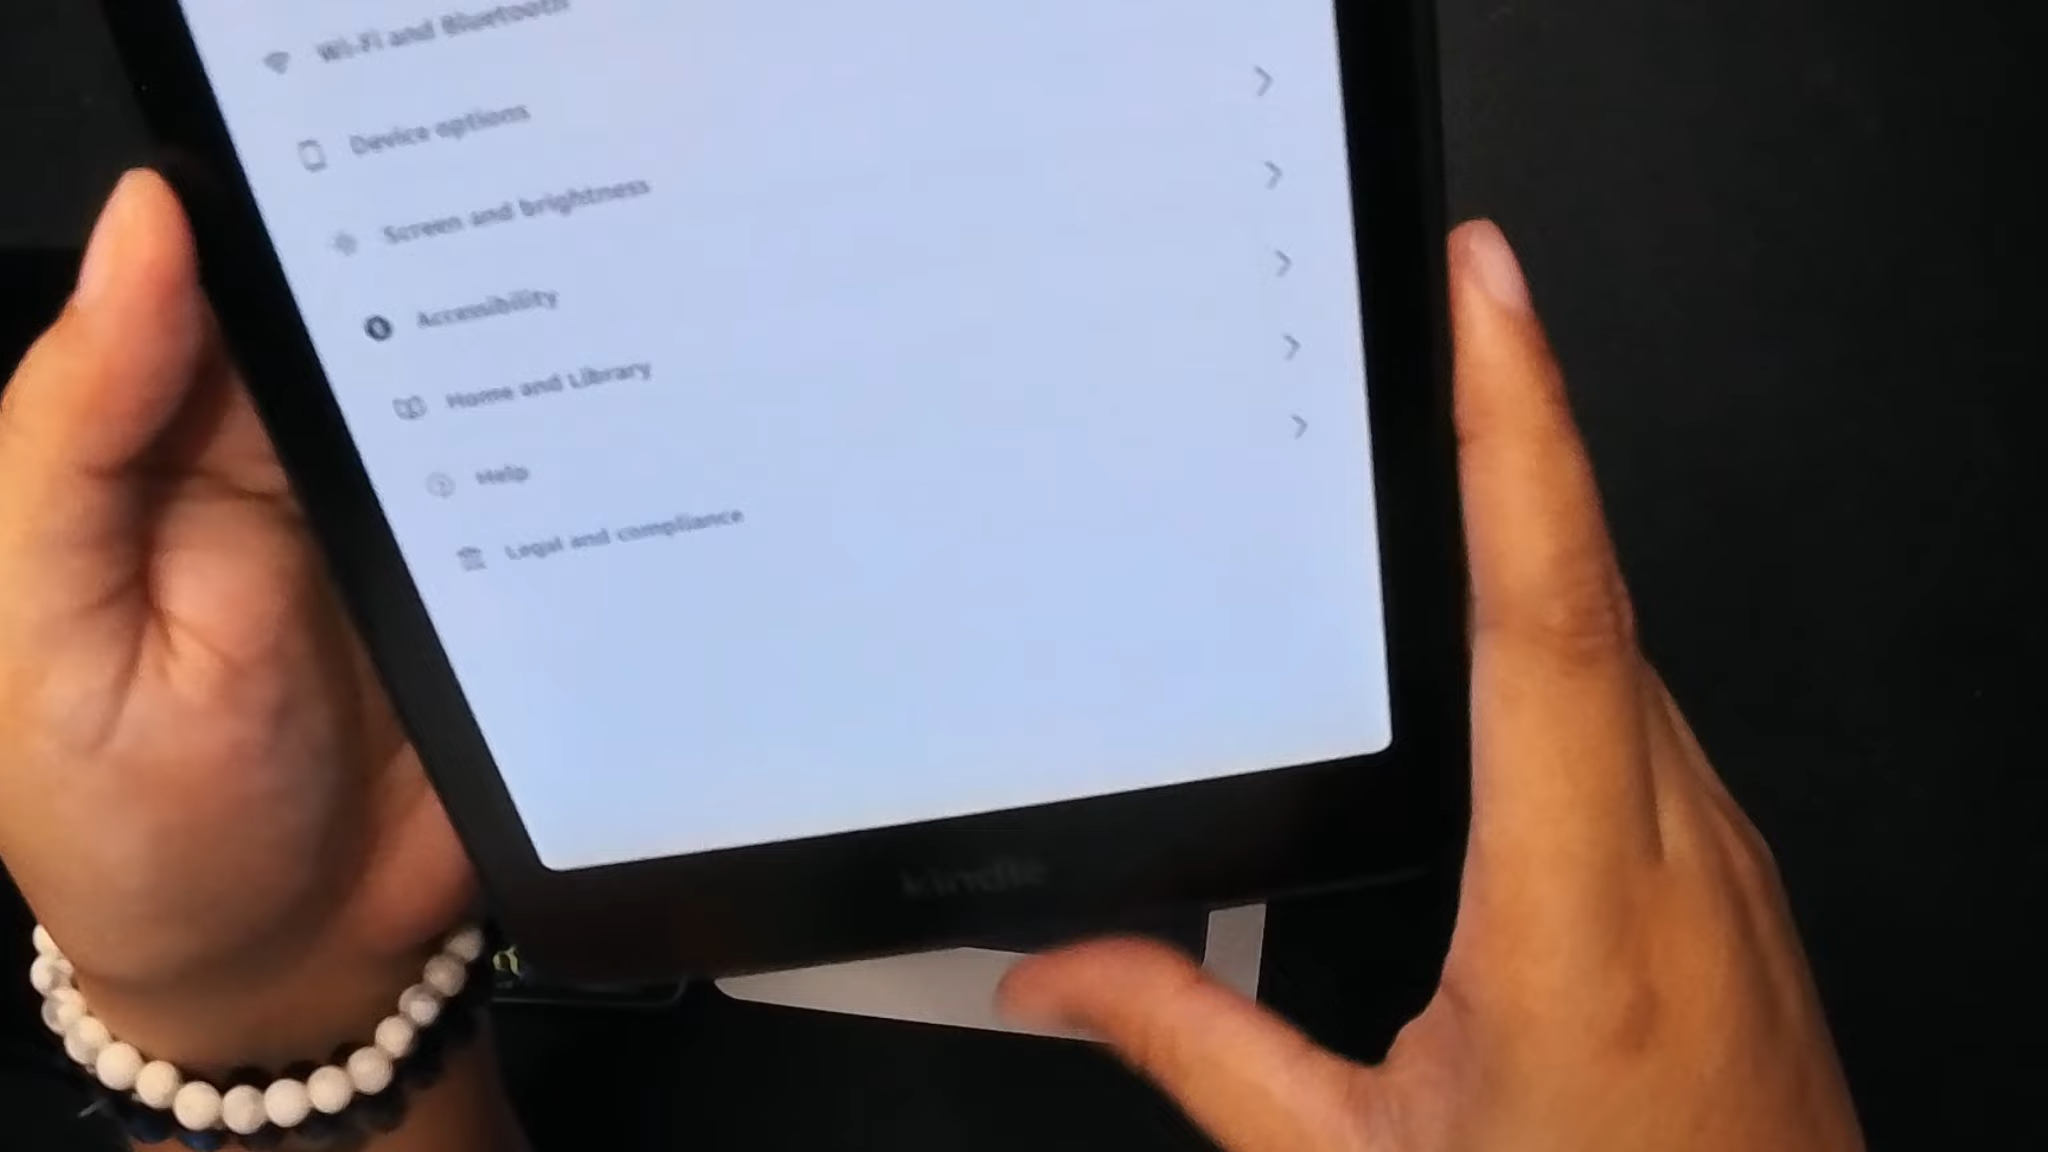 Wi-Fi and Bluetooth
Device options
Screen and brightness
Accessibility
Home and Library
Help
Legal and compliance
kindle